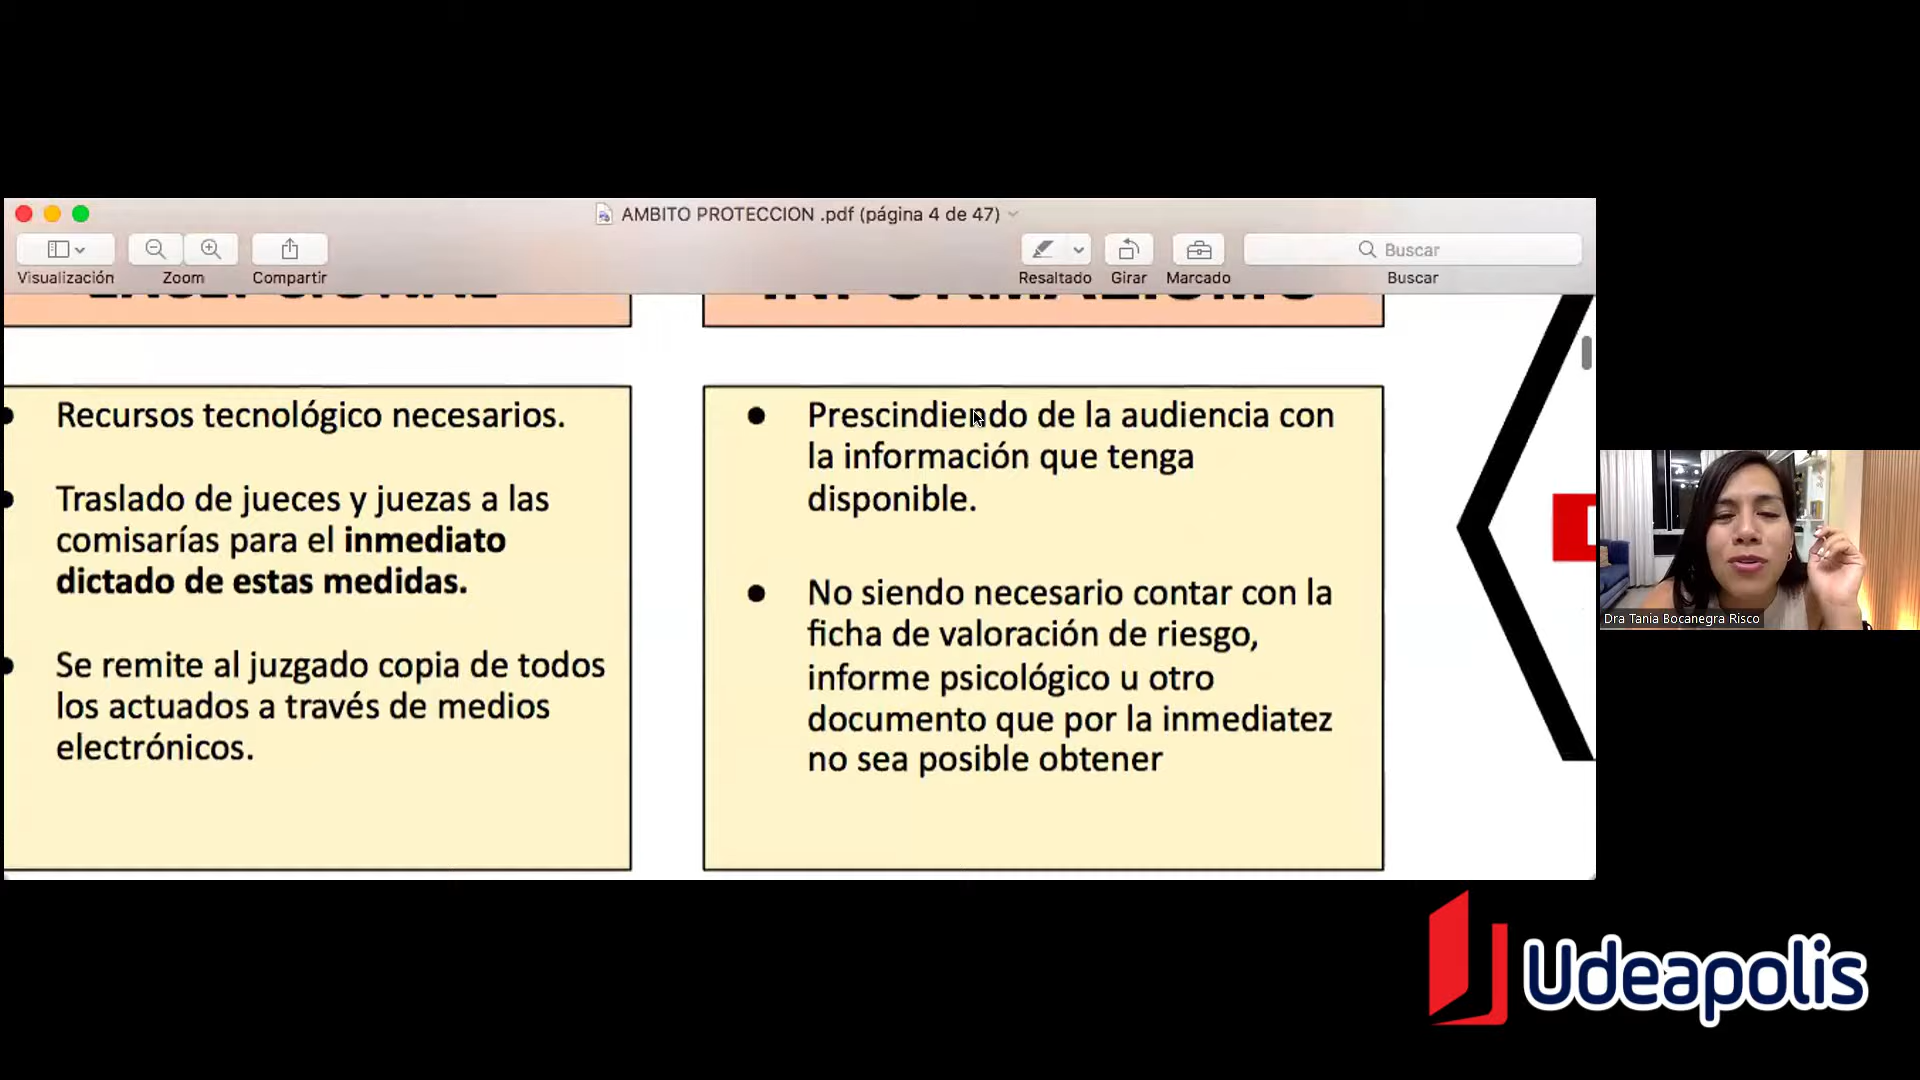 AMBITO PROTECCION .pdf (página 4 de 47)
Buscar
Visualización
Zoom
Compartir
Resaltado
Girar
Marcado
Buscar
Recursos tecnológico necesarios.
Traslado de jueces y juezas a las
comisarías para el inmediato
dictado de estas medidas.
Se remite al juzgado copia de todos
los actuados a través de medios
electrónicos.
Prescindiendo de la audiencia con
la información que tenga
disponible.
No siendo necesario contar con la
ficha de valoración de riesgo,
informe psicológico u otro
documento que por la inmediatez
no sea posible obtener
Dra Tania Bocanegra Risco
Udeapolis